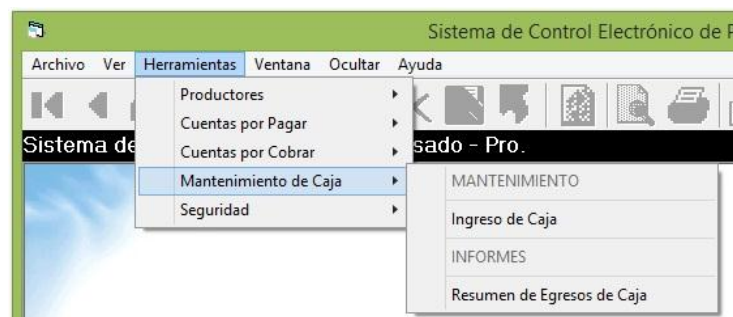 Sistema de Control Electrónico de P
Archivo Ver Herramientas Ventana Ocultar Ayuda
Productores
Cuentas por Pagar
Sistema de
Cuentas por Cobrar
sado - Pro.
Mantenimiento de Caja
MANTENIMIENTO
Seguridad
Ingreso de Caja
INFORMES
Resumen de Egresos de Caja